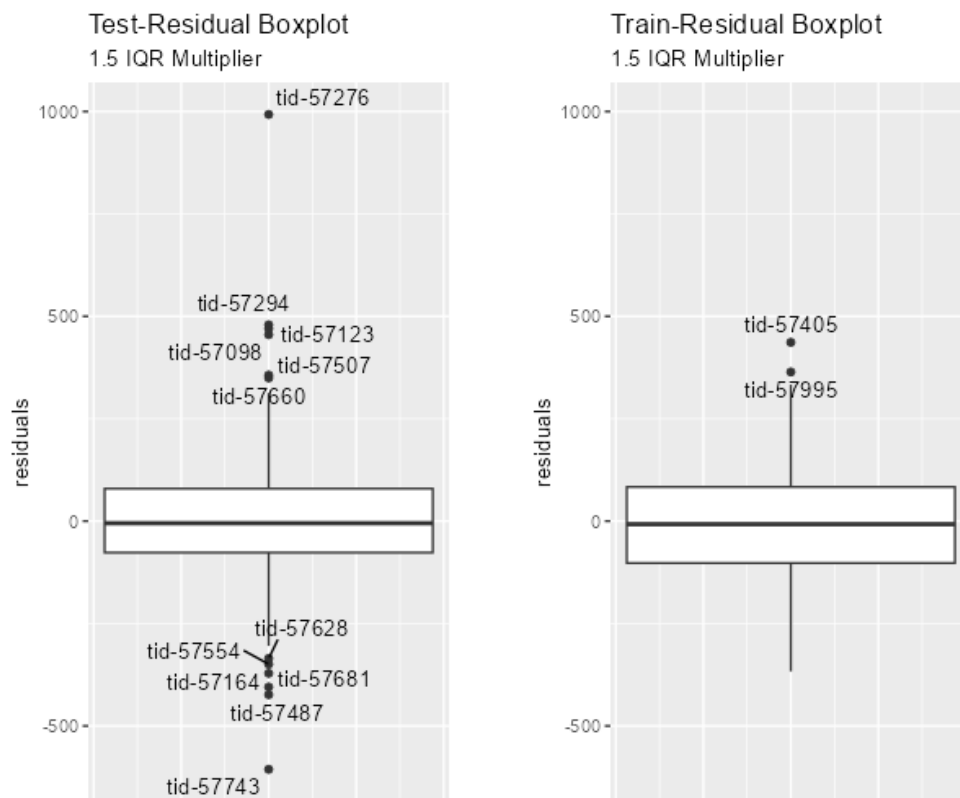 Test-Residual Boxplot
1.5 IQR Multiplier
residuals
1000
500
0
-500
tid-57276
tid-57294
tid-57123
tid-57098
tid-57507
tid-57660
tid-57628
tid-57554
tid-57681
tid-57164
tid-57487
tid-57743
Train-Residual Boxplot
1.5 IQR Multiplier
residuals
1000
500
0
-500
tid-57405
tid-57995